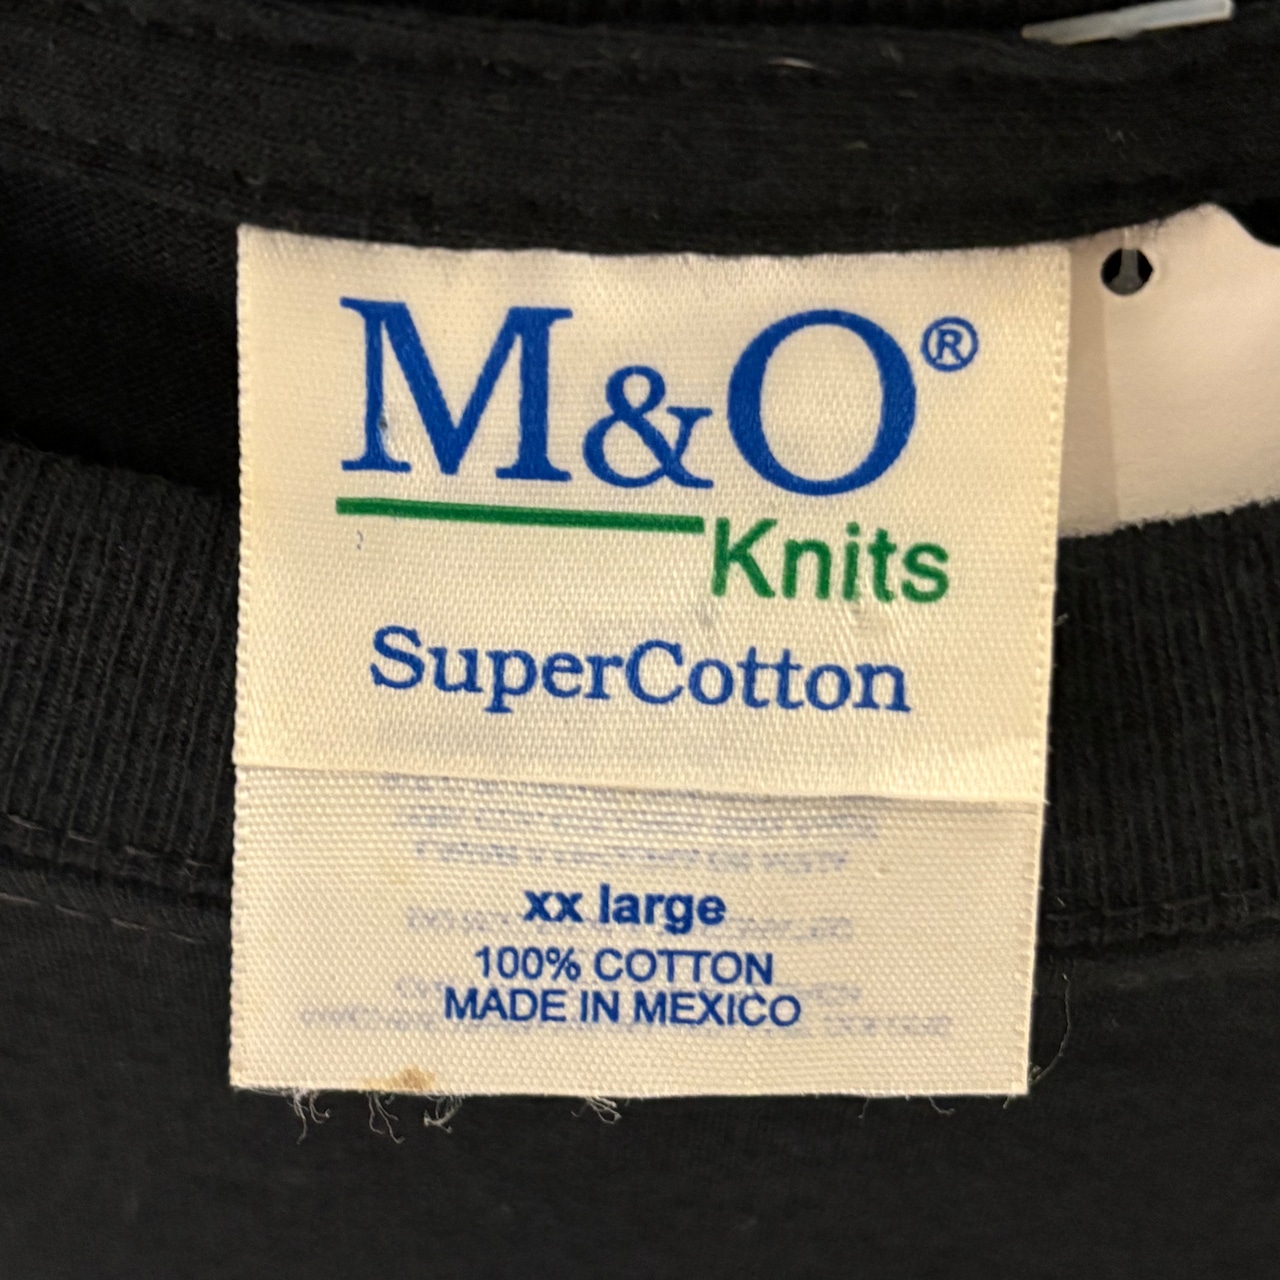 M&O®
Knits
SuperCotton
xx large
100% COTTON
MADE IN MEXICO